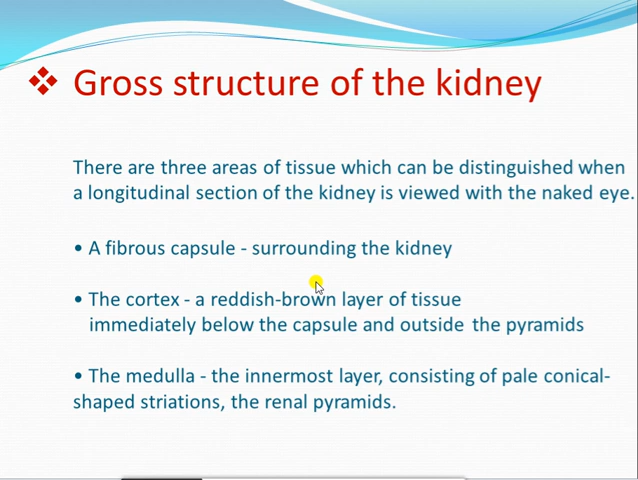 ❖ Gross structure of the kidney
There are three areas of tissue which can be distinguished when
a longitudinal section of the kidney is viewed with the naked eye.
• A fibrous capsule - surrounding the kidney
• The cortex - a reddish-brown layer of tissue
immediately below the capsule and outside the pyramids
• The medulla - the innermost layer, consisting of pale conical-
shaped striations, the renal pyramids.